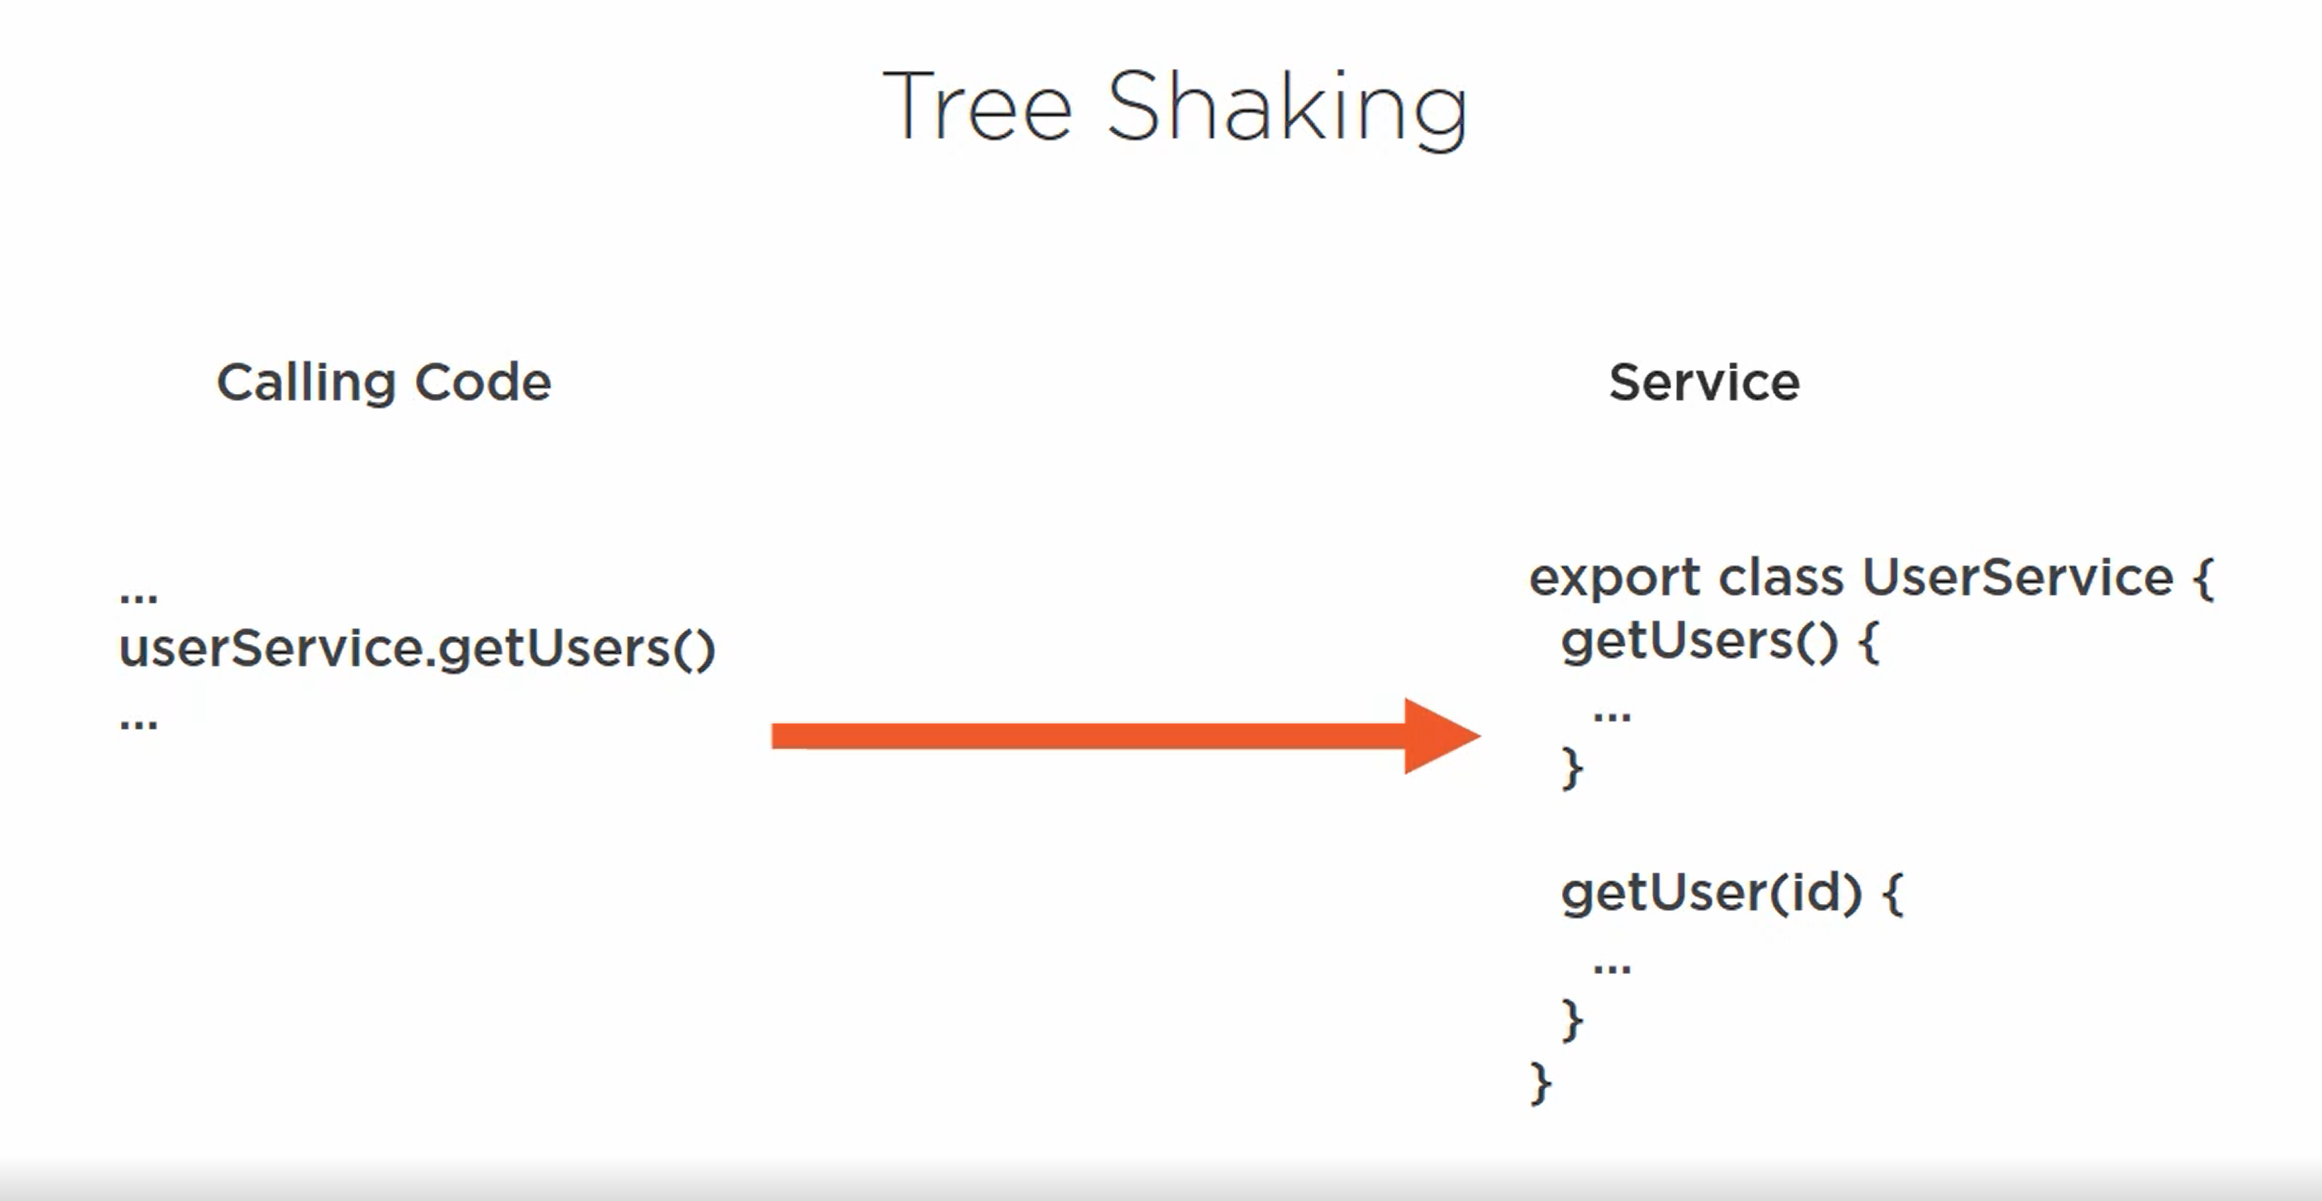 Tree Shaking
Calling Code
...
userService.getUsers()
...
Service
export class UserService {
getUsers() {
...
}
getUser(id) {
...
}
}